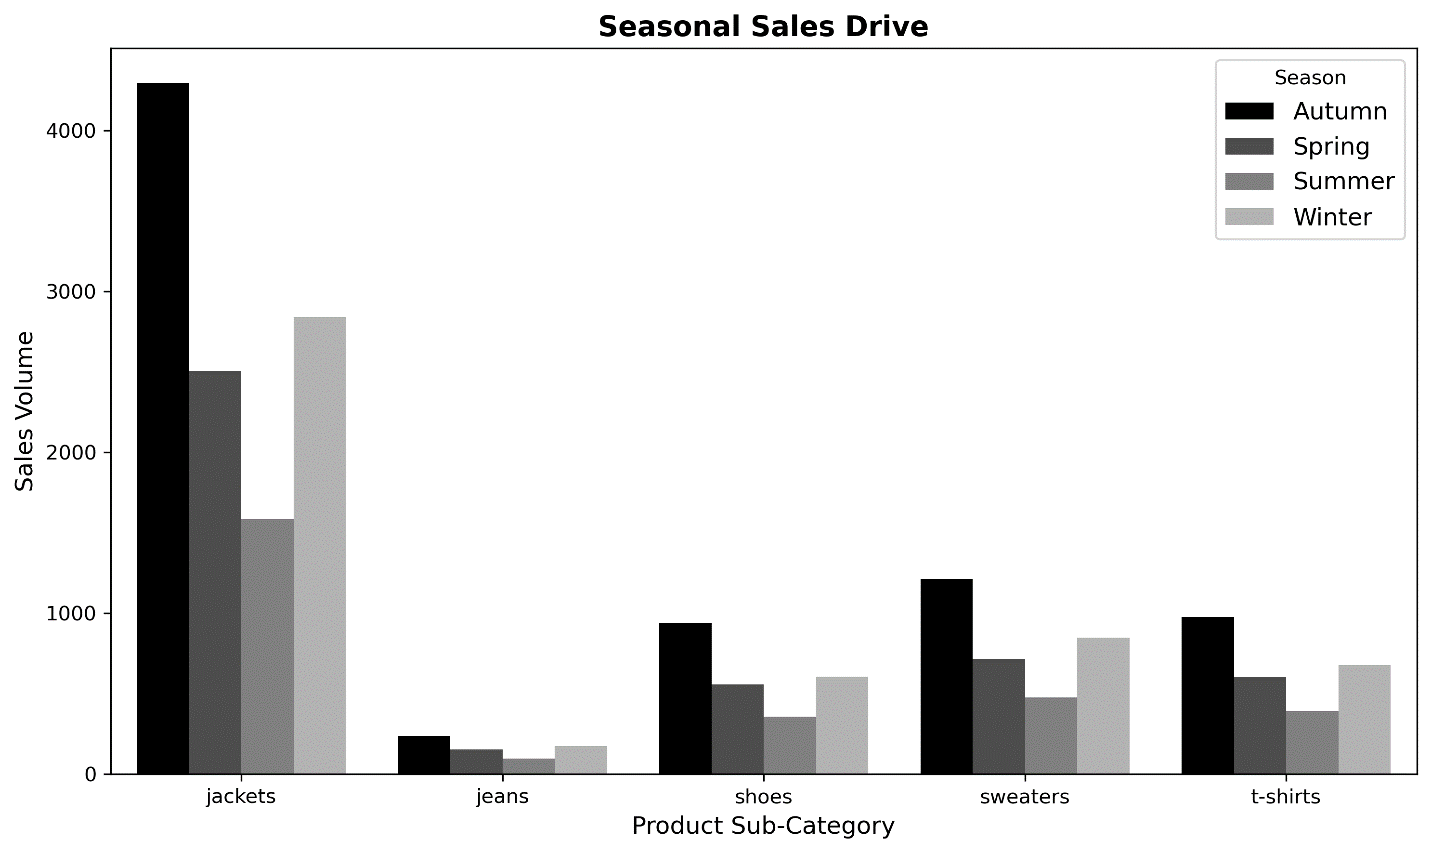 Seasonal Sales Drive
Season
Autumn
Spring
Summer
Winter
Sales Volume
4000
3000
2000
1000
0
jackets jeans shoes sweaters t-shirts
Product Sub-Category